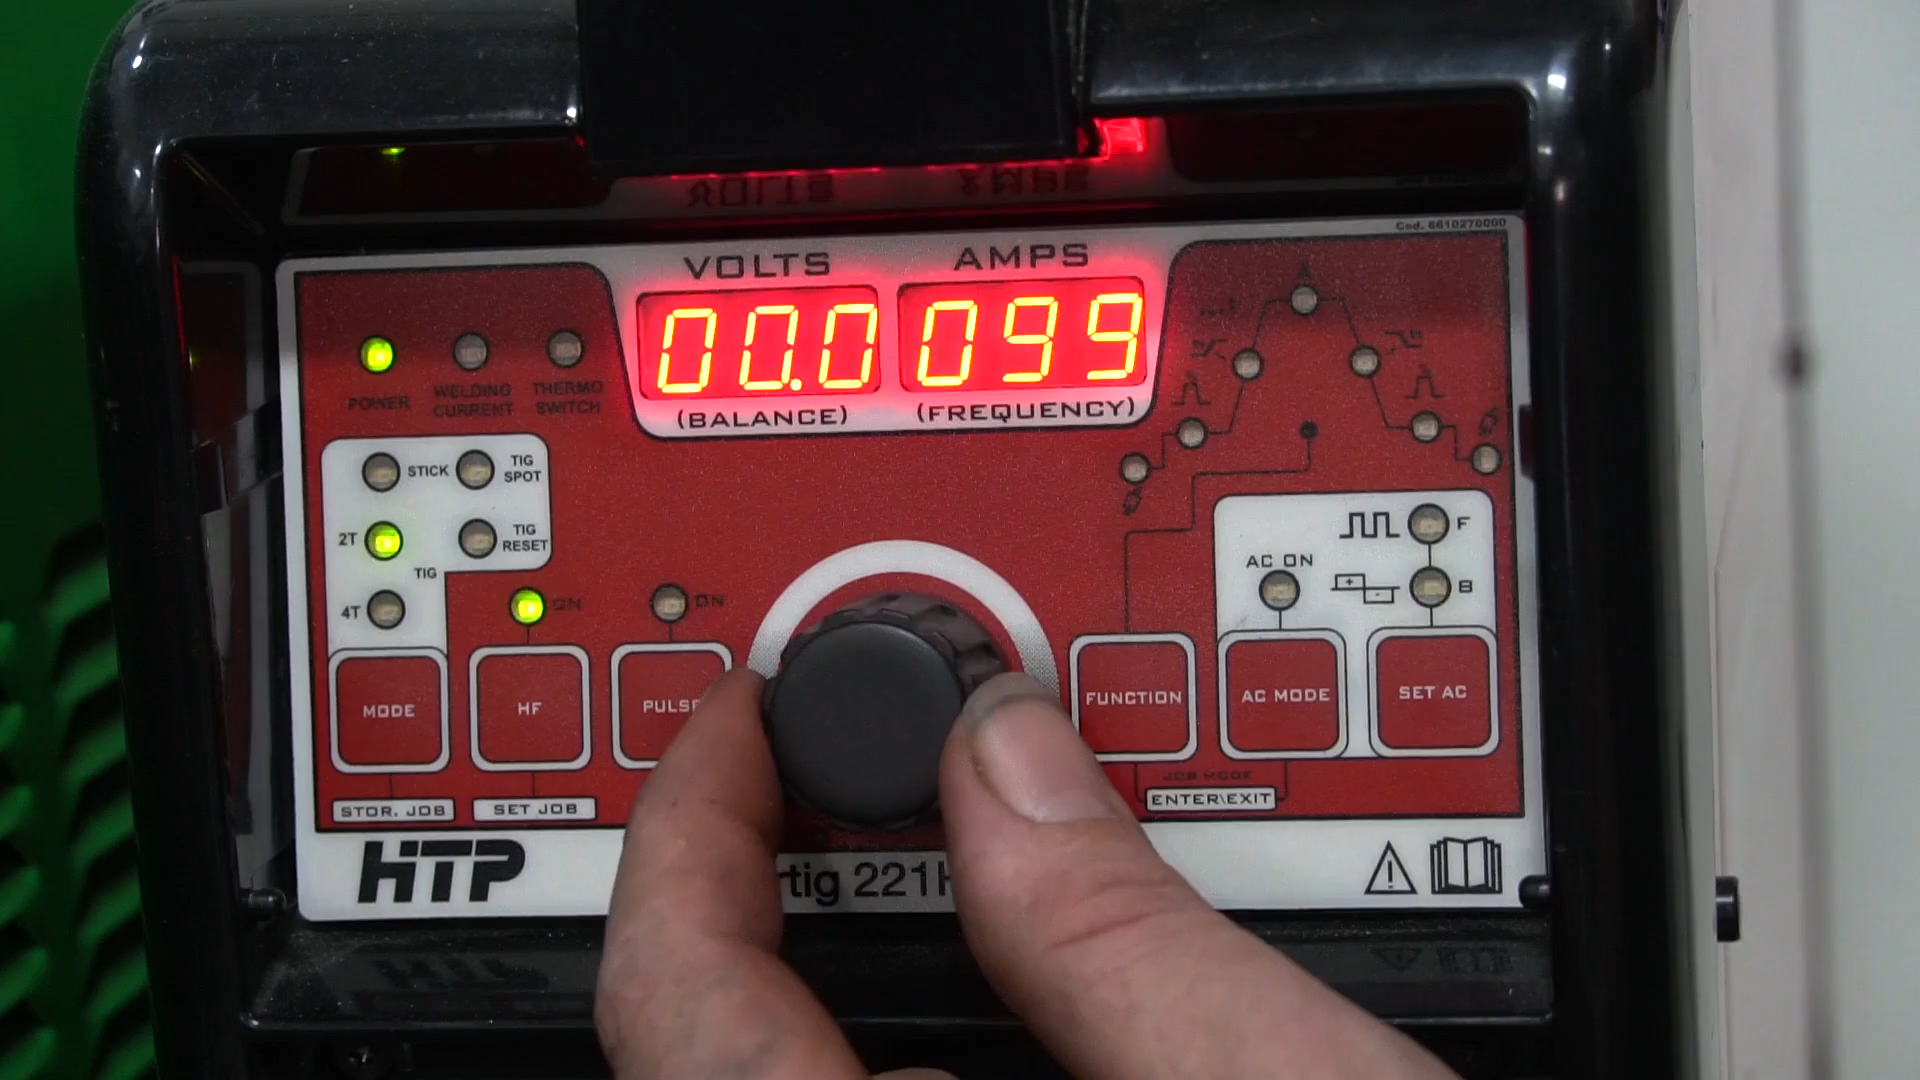 Cod. 6610270000
VOLTS AMPS
00.0 099
(BALANCE) (FREQUENCY)
POWER
WELDING
CURRENT
THERMO
SWITCH
STICK
TIG
SPOT
2T
TIG
RESET
TIG
4T
ON
ON
AC ON
F
B
MODE
HF
PULSE
FUNCTION
AC MODE
SET AC
JOB MODE
STOR. JOB
SET JOB
ENTER\EXIT
HTP
tig 221